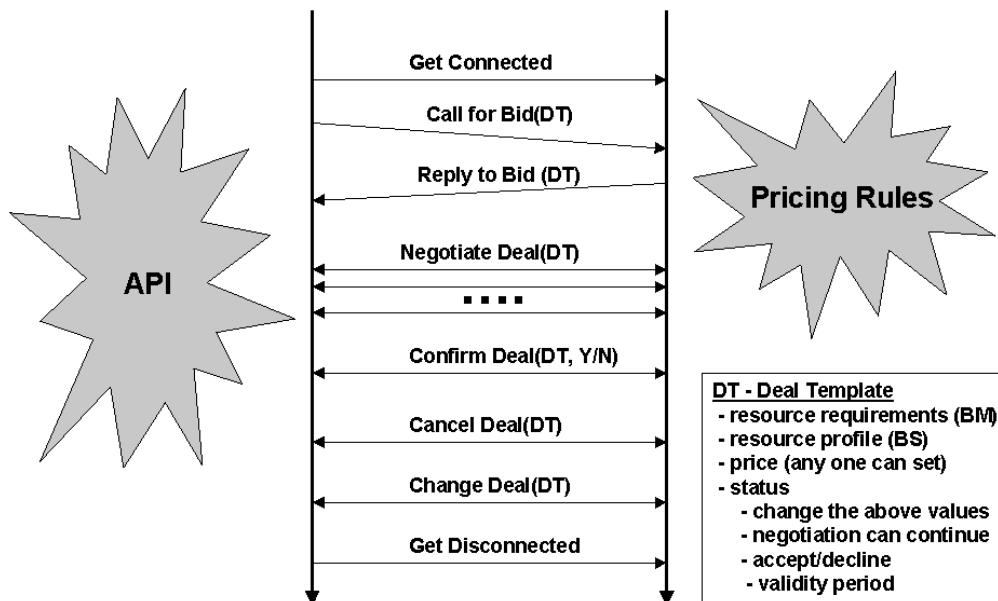 Get Connected
Call for Bid(DT)
Reply to Bid (DT)
Negotiate Deal(DT)
Confirm Deal(DT, Y/N)
Cancel Deal(DT)
Change Deal(DT)
Get Disconnected
API
Pricing Rules
DT - Deal Template
- resource requirements (BM)
- resource profile (BS)
- price (any one can set)
- status
- change the above values
- negotiation can continue
- accept/decline
- validity period